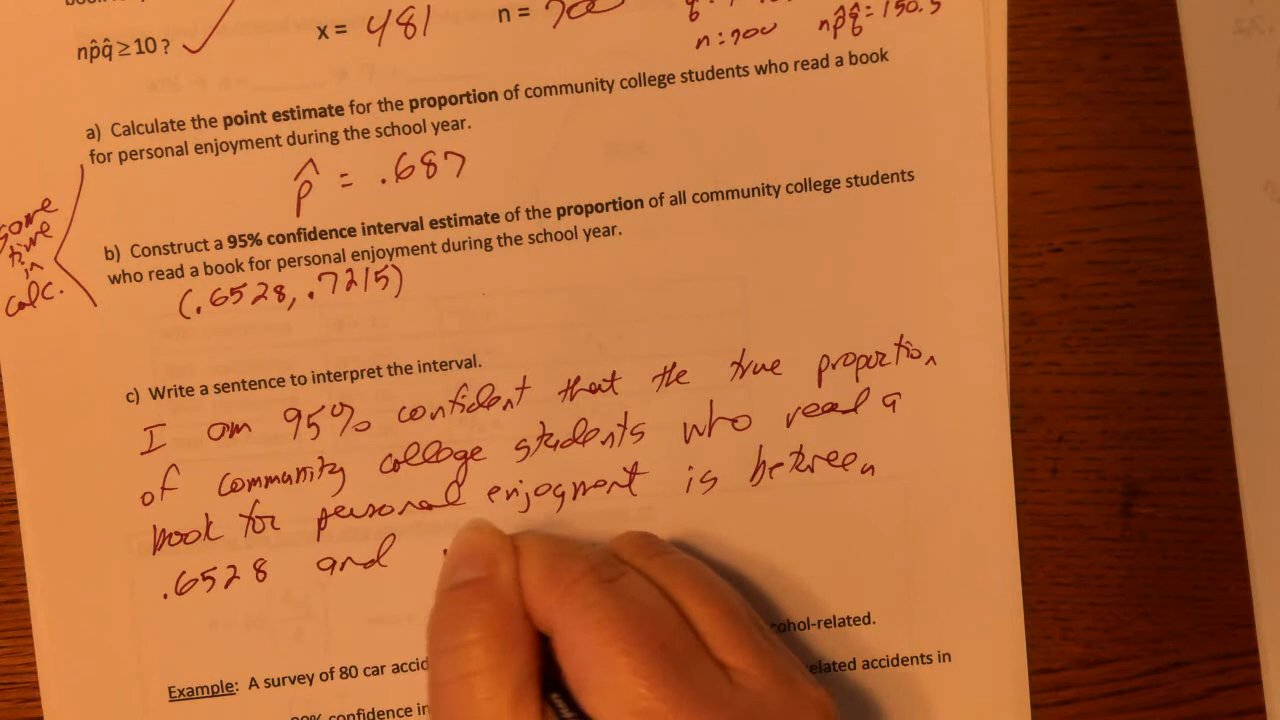 x = 481 n = 700
np̂q̂ ≥ 10 ? ✓ n = 700 np̂q̂ = 150.5
a) Calculate the point estimate for the proportion of community college students who read a book
for personal enjoyment during the school year.
p̂ = .687
some
time
in
calc.
b) Construct a 95% confidence interval estimate of the proportion of all community college students
who read a book for personal enjoyment during the school year.
(.6528, .7215)
c) Write a sentence to interpret the interval.
I am 95% confident that the true proportion
of community college students who read a
book for personal enjoyment is between
.6528 and
cohol-related.
Example: A survey of 80 car accid
elated accidents in
confidence in